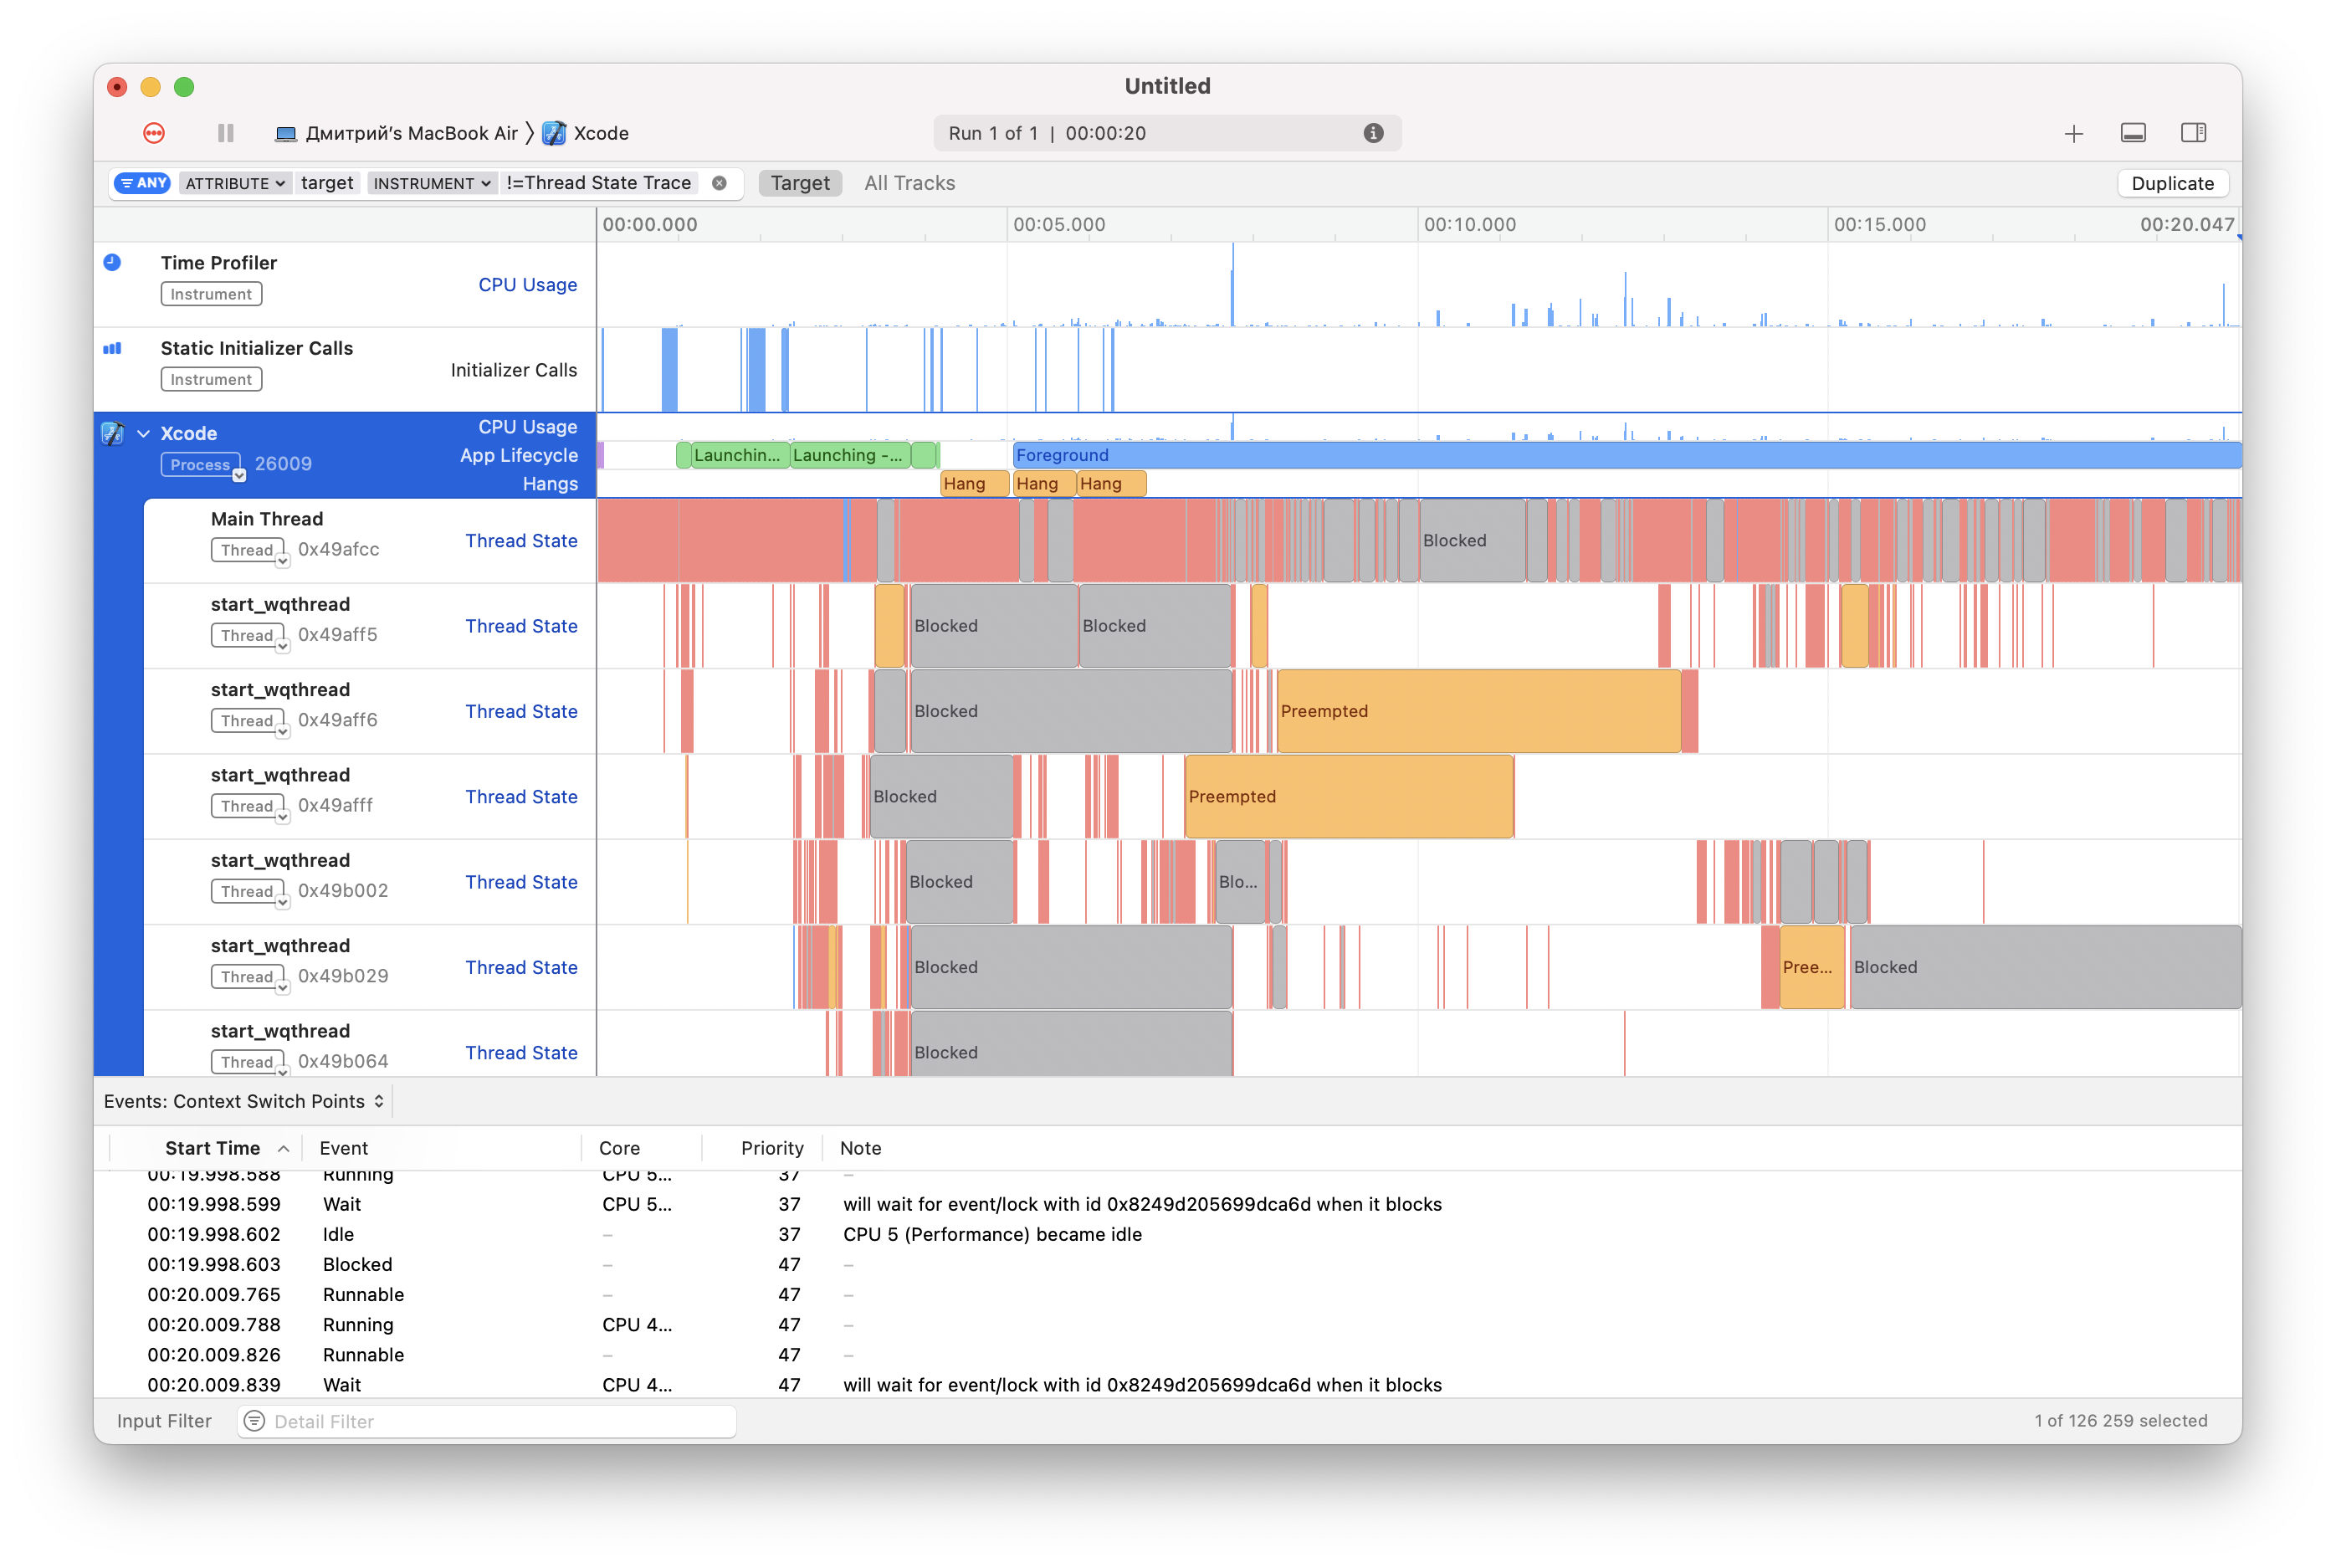 Untitled
Дмитрий’s MacBook Air 〉 Xcode
Run 1 of 1 | 00:00:20
ANY ATTRIBUTE target INSTRUMENT !=Thread State Trace Target All Tracks Duplicate
00:00.000 00:05.000 00:10.000 00:15.000 00:20.047
Time Profiler
Instrument
CPU Usage
Static Initializer Calls
Instrument
Initializer Calls
Xcode
Process 26009
CPU Usage
App Lifecycle
Hangs
Launchin... Launching -... Foreground
Hang Hang Hang
Main Thread
Thread 0x49afcc
Thread State
Blocked
start_wqthread
Thread 0x49aff5
Thread State
Blocked Blocked
start_wqthread
Thread 0x49aff6
Thread State
Blocked Preempted
start_wqthread
Thread 0x49afff
Thread State
Blocked Preempted
start_wqthread
Thread 0x49b002
Thread State
Blocked Blo...
start_wqthread
Thread 0x49b029
Thread State
Blocked Pree... Blocked
start_wqthread
Thread 0x49b064
Thread State
Blocked
Events: Context Switch Points
Start Time Event Core Priority Note
00:19.998.588 Running CPU 5... 37 –
00:19.998.599 Wait CPU 5... 37 will wait for event/lock with id 0x8249d205699dca6d when it blocks
00:19.998.602 Idle – 37 CPU 5 (Performance) became idle
00:19.998.603 Blocked – 47 –
00:20.009.765 Runnable – 47 –
00:20.009.788 Running CPU 4... 47 –
00:20.009.826 Runnable – 47 –
00:20.009.839 Wait CPU 4... 47 will wait for event/lock with id 0x8249d205699dca6d when it blocks
Input Filter Detail Filter 1 of 126 259 selected